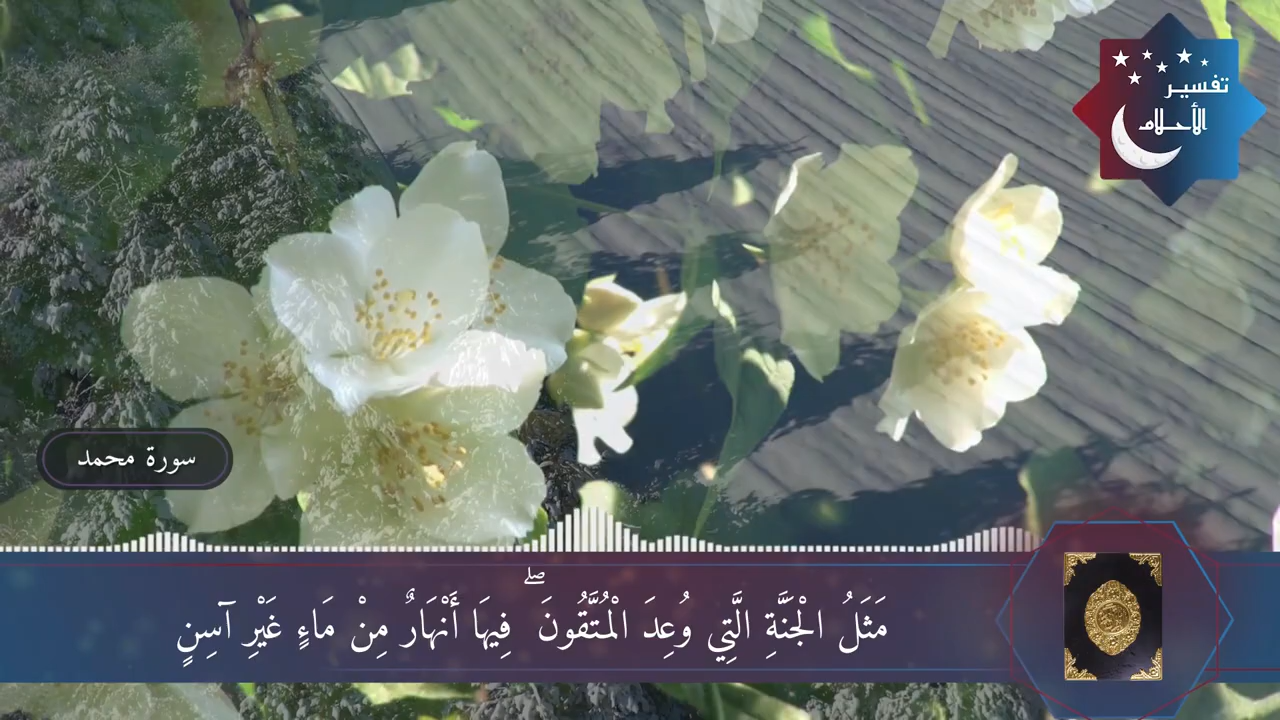 تفسير
الأحلام
سورة محمد
مَثَلُ الْجَنَّةِ الَّتِي وُعِدَ الْمُتَّقُونَ ۖ فِيهَا أَنْهَارٌ مِنْ مَاءٍ غَيْرِ آسِنٍ